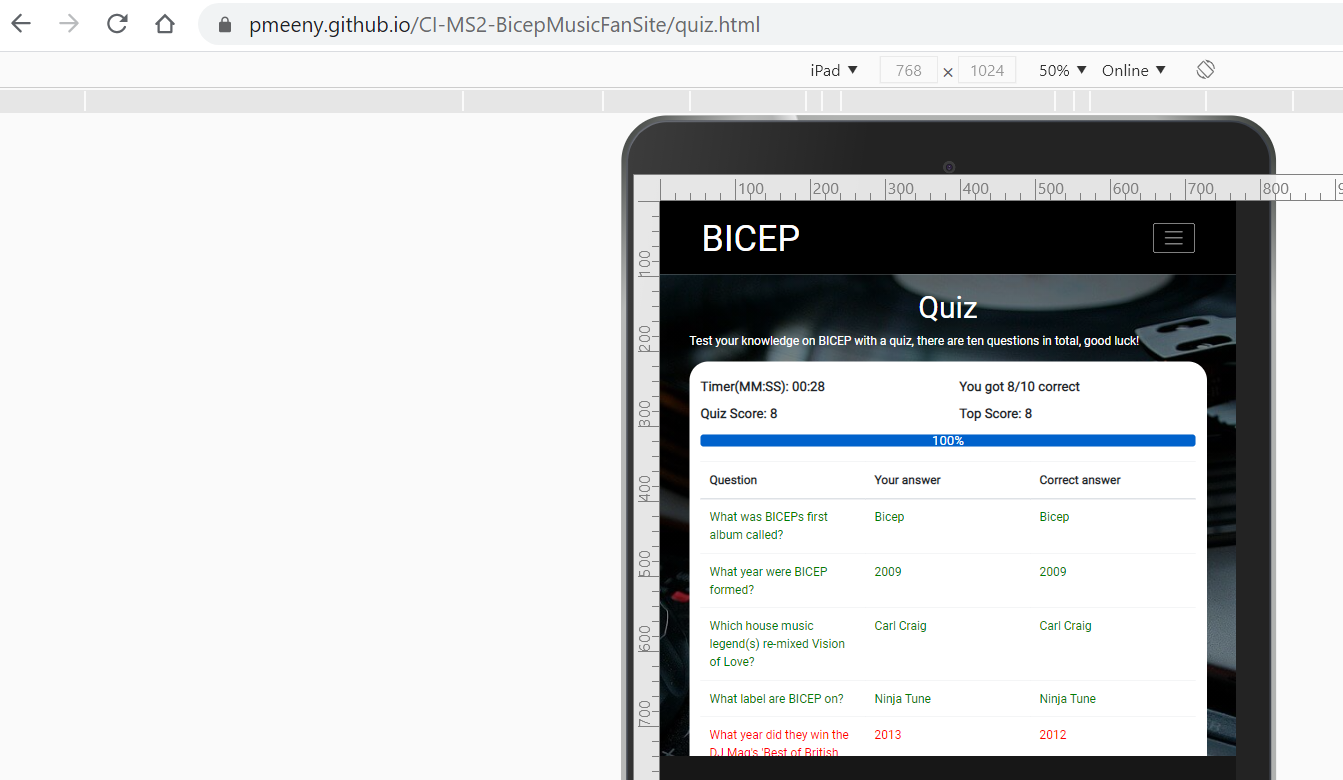 pmeeny.github.io/CI-MS2-BicepMusicFanSite/quiz.html
iPad ▼ 768 × 1024 50% ▼ Online ▼
100 200 300 400 500 600 700 800 9
BICEP
100
Quiz
200
Test your knowledge on BICEP with a quiz, there are ten questions in total, good luck!
Timer(MM:SS): 00:28 You got 8/10 correct
300
Quiz Score: 8 Top Score: 8
100%
400
Question Your answer Correct answer
What was BICEPs first Bicep Bicep
album called?
500
What year were BICEP 2009 2009
formed?
600
Which house music Carl Craig Carl Craig
legend(s) re-mixed Vision
of Love?
What label are BICEP on? Ninja Tune Ninja Tune
700
What year did they win the 2013 2012
DJ Mag's 'Best of British